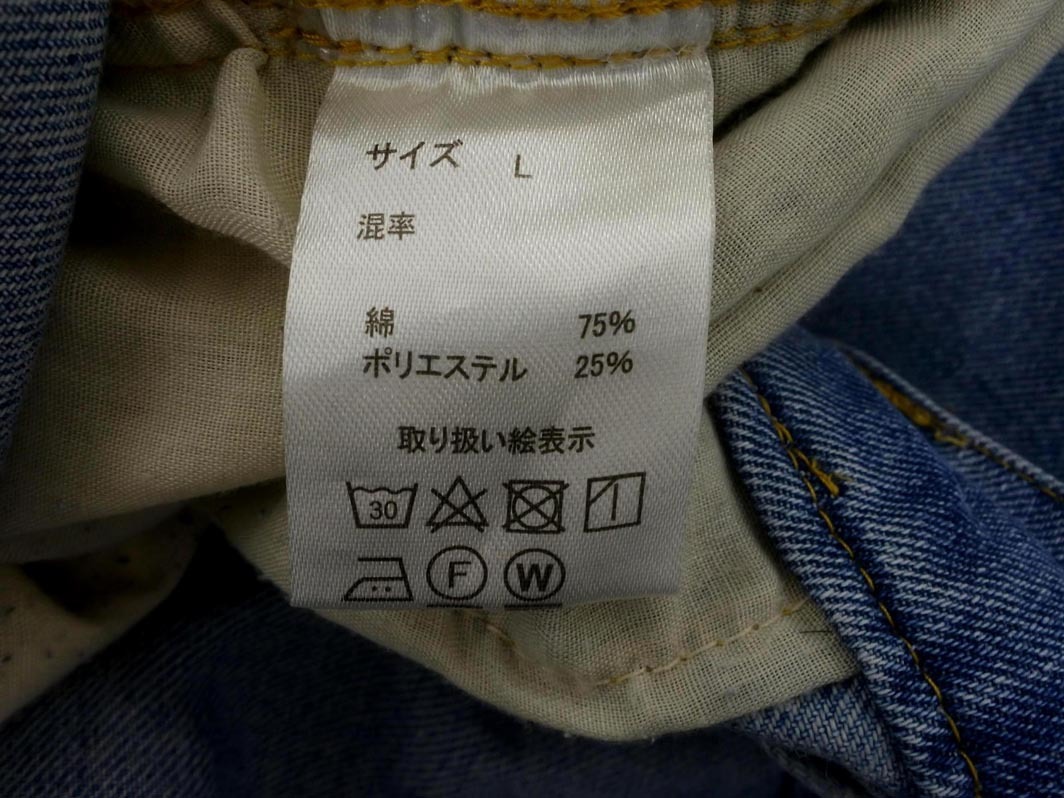 サイズ L
混率
綿 75%
ポリエステル 25%
取り扱い絵表示
30
F W